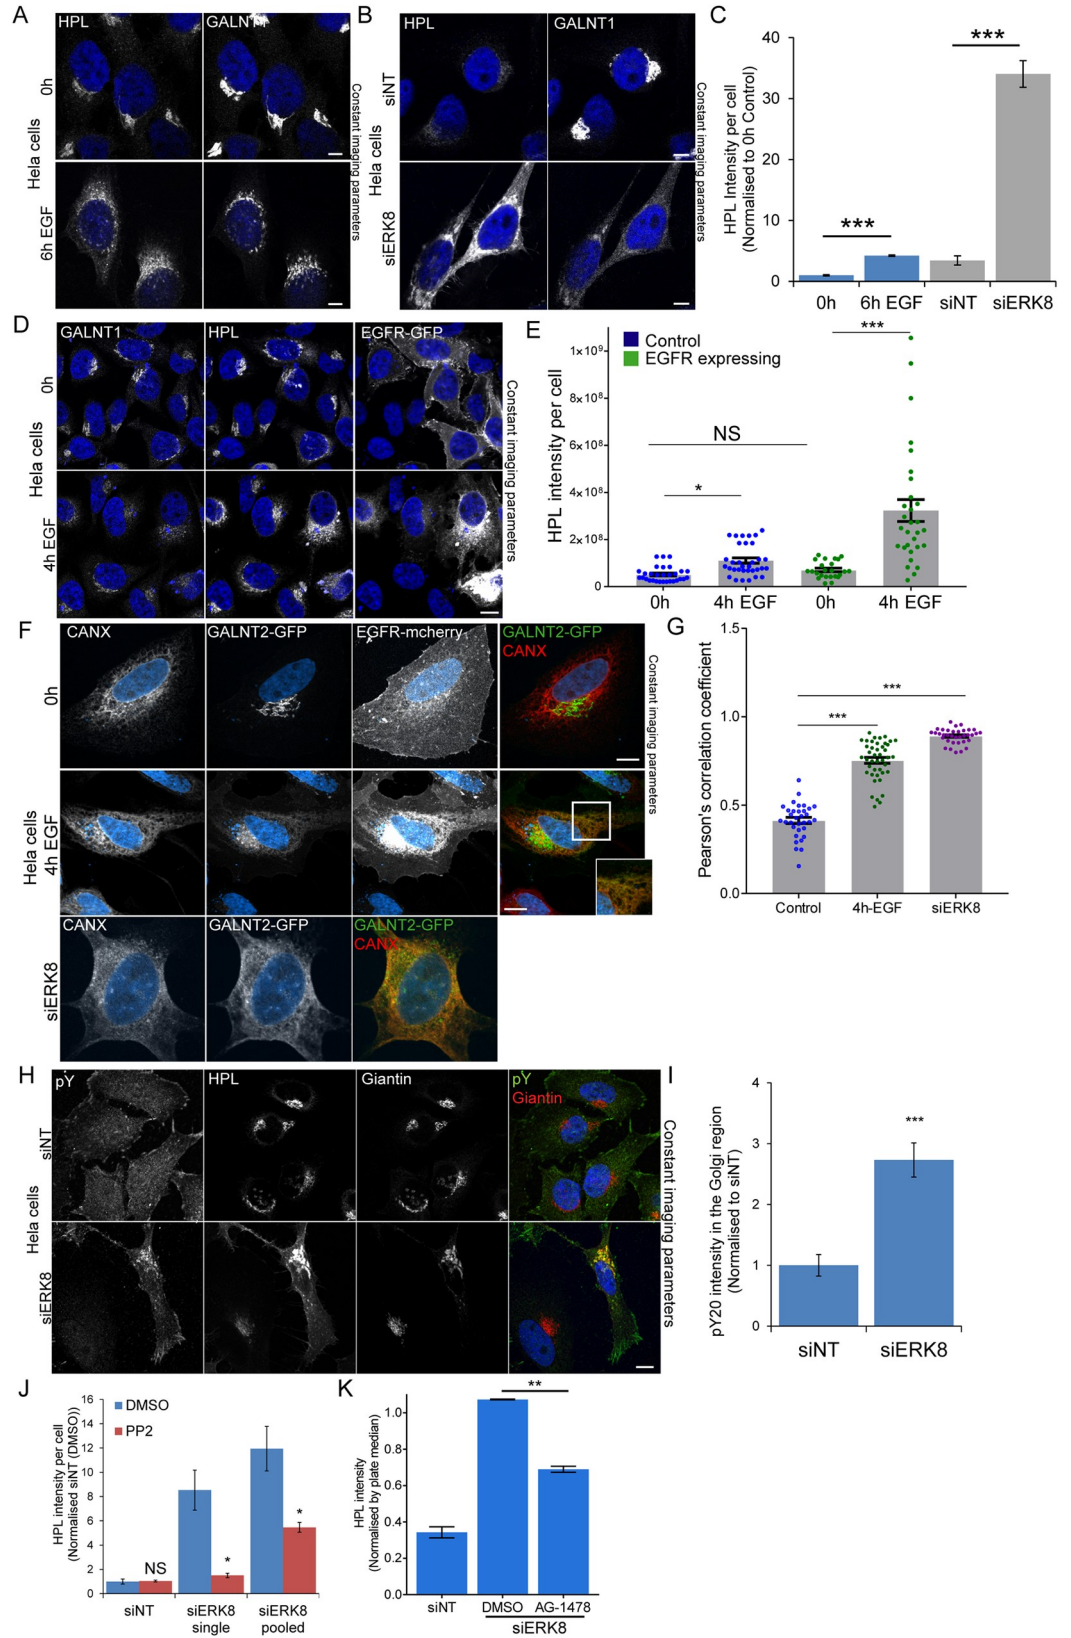 A
HPL
GALNT1
0h
6h EGF
Hela cells
Constant imaging parameters
B
HPL
GALNT1
siNT
siERK8
Hela cells
Constant imaging parameters
C
HPL Intensity per cell
(Normalised to 0h Control)
40
30
20
10
0
***
***
0h
6h EGF
siNT
siERK8
D
GALNT1
HPL
EGFR-GFP
0h
4h EGF
Hela cells
Constant imaging parameters
E
Control
EGFR expressing
HPL intensity per cell
1×10⁹
8×10⁸
6×10⁸
4×10⁸
2×10⁸
0
***
NS
*
0h
4h EGF
0h
4h EGF
F
CANX
GALNT2-GFP
EGFR-mcherry
GALNT2-GFP
CANX
0h
Hela cells
4h EGF
Constant imaging parameters
CANX
GALNT2-GFP
GALNT2-GFP
CANX
siERK8
G
Pearson's correlation coefficient
1.5
1.0
0.5
0.0
***
***
Control
4h-EGF
siERK8
H
pY
HPL
Giantin
pY
Giantin
siNT
Hela cells
siERK8
Constant imaging parameters
I
pY20 intensity in the Golgi region
(Normalised to siNT)
4
3
2
1
0
***
siNT
siERK8
J
HPL intensity per cell
(Normalised siNT (DMSO))
16
14
12
10
8
6
4
2
0
DMSO
PP2
NS
*
*
siNT
siERK8
single
siERK8
pooled
K
HPL intensity
(Normalised by plate median)
1.0
0.8
0.6
0.4
0.2
0.0
**
siNT
DMSO
AG-1478
siERK8